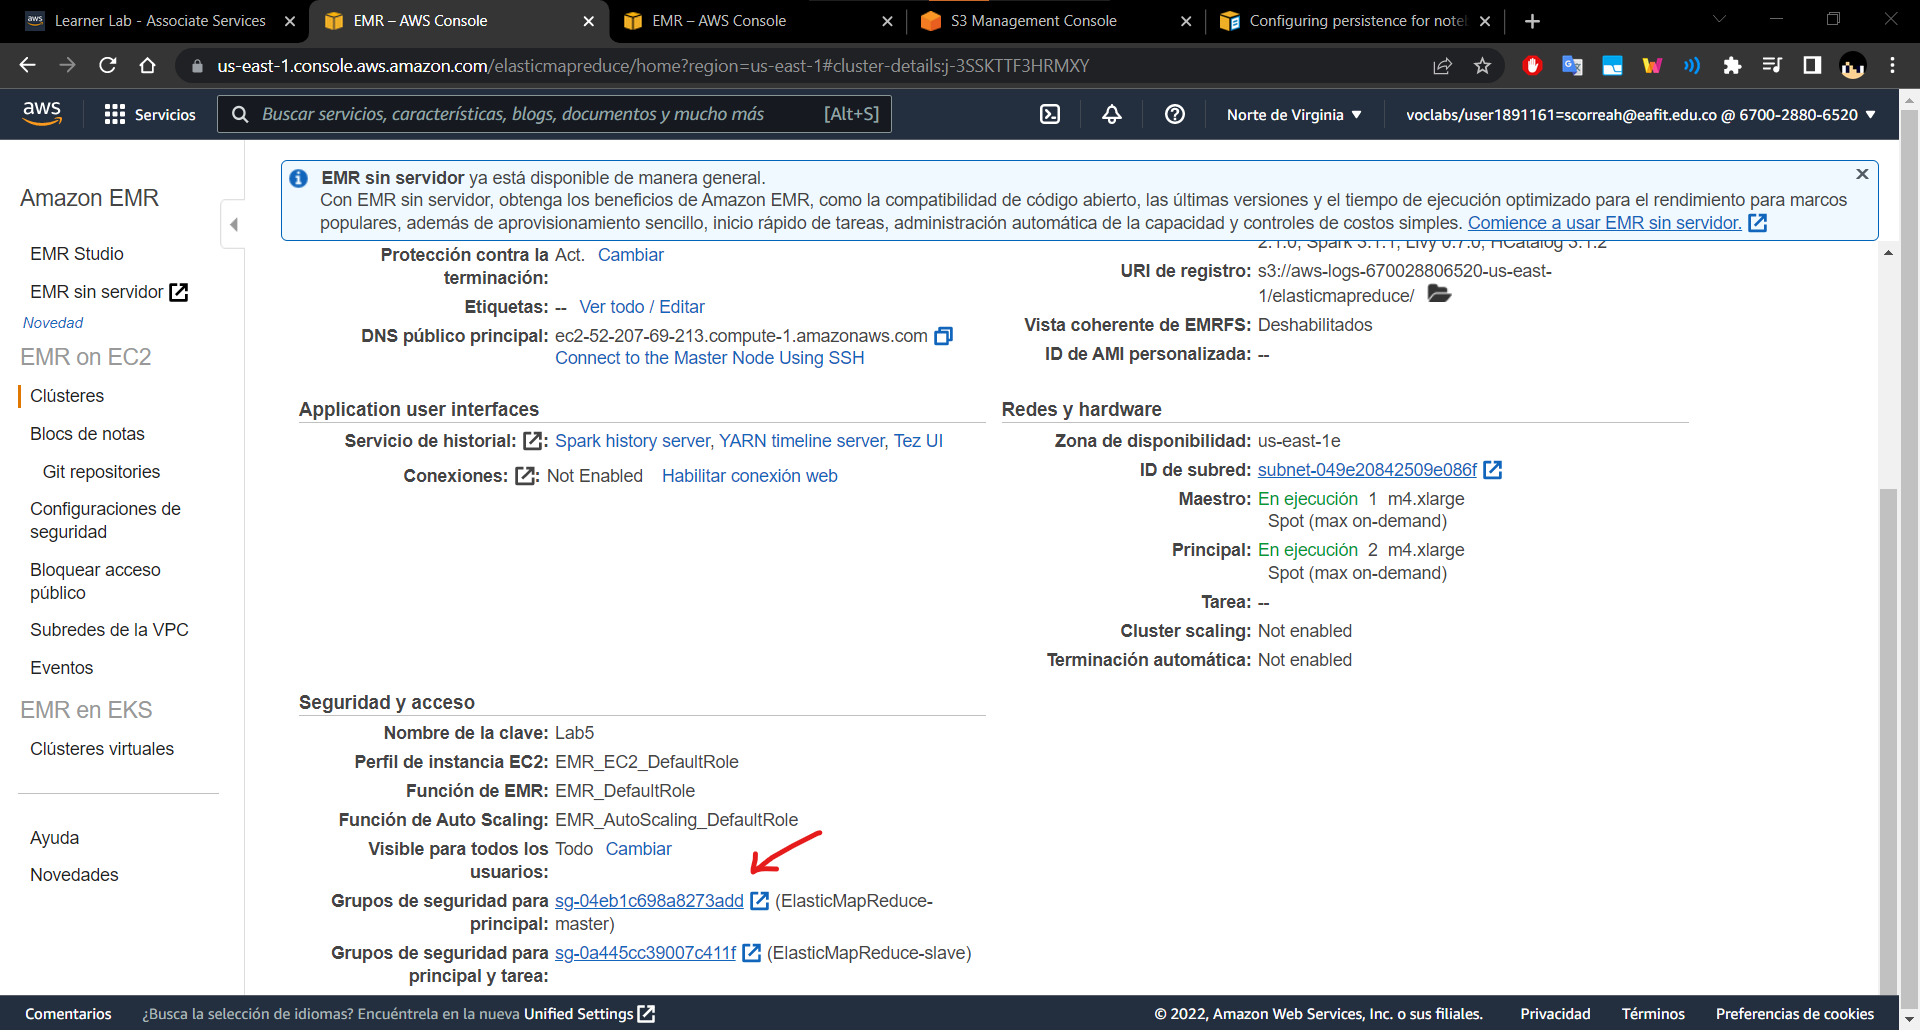 Learner Lab - Associate Services
EMR – AWS Console
EMR – AWS Console
S3 Management Console
Configuring persistence for note
us-east-1.console.aws.amazon.com/elasticmapreduce/home?region=us-east-1#cluster-details:j-3SSKTTF3HRMXY
aws
Servicios
Buscar servicios, características, blogs, documentos y mucho más
[Alt+S]
Norte de Virginia
voclabs/user1891161=scorreah@eafit.edu.co @ 6700-2880-6520
Amazon EMR
EMR Studio
EMR sin servidor
Novedad
EMR on EC2
Clústeres
Blocs de notas
Git repositories
Configuraciones de
seguridad
Bloquear acceso
público
Subredes de la VPC
Eventos
EMR en EKS
Clústeres virtuales
Ayuda
Novedades
EMR sin servidor ya está disponible de manera general.
Con EMR sin servidor, obtenga los beneficios de Amazon EMR, como la compatibilidad de código abierto, las últimas versiones y el tiempo de ejecución optimizado para el rendimiento para marcos
populares, además de aprovisionamiento sencillo, inicio rápido de tareas, administración automática de la capacidad y controles de costos simples. Comience a usar EMR sin servidor.
Protección contra la terminación: Act. Cambiar
Etiquetas: -- Ver todo / Editar
DNS público principal: ec2-52-207-69-213.compute-1.amazonaws.com
Connect to the Master Node Using SSH
2.1.0, Spark 3.1.1, Livy 0.7.0, HCatalog 3.1.2
URI de registro: s3://aws-logs-670028806520-us-east-
1/elasticmapreduce/
Vista coherente de EMRFS: Deshabilitados
ID de AMI personalizada: --
Application user interfaces
Servicio de historial: : Spark history server, YARN timeline server, Tez UI
Conexiones: : Not Enabled Habilitar conexión web
Redes y hardware
Zona de disponibilidad: us-east-1e
ID de subred: subnet-049e20842509e086f
Maestro: En ejecución 1 m4.xlarge
Spot (max on-demand)
Principal: En ejecución 2 m4.xlarge
Spot (max on-demand)
Tarea: --
Cluster scaling: Not enabled
Terminación automática: Not enabled
Seguridad y acceso
Nombre de la clave: Lab5
Perfil de instancia EC2: EMR_EC2_DefaultRole
Función de EMR: EMR_DefaultRole
Función de Auto Scaling: EMR_AutoScaling_DefaultRole
Visible para todos los usuarios: Todo Cambiar
Grupos de seguridad para principal: sg-04eb1c698a8273add (ElasticMapReduce-
master)
Grupos de seguridad para principal y tarea: sg-0a445cc39007c411f (ElasticMapReduce-slave)
Comentarios
¿Busca la selección de idiomas? Encuéntrela en la nueva Unified Settings
© 2022, Amazon Web Services, Inc. o sus filiales.
Privacidad
Términos
Preferencias de cookies